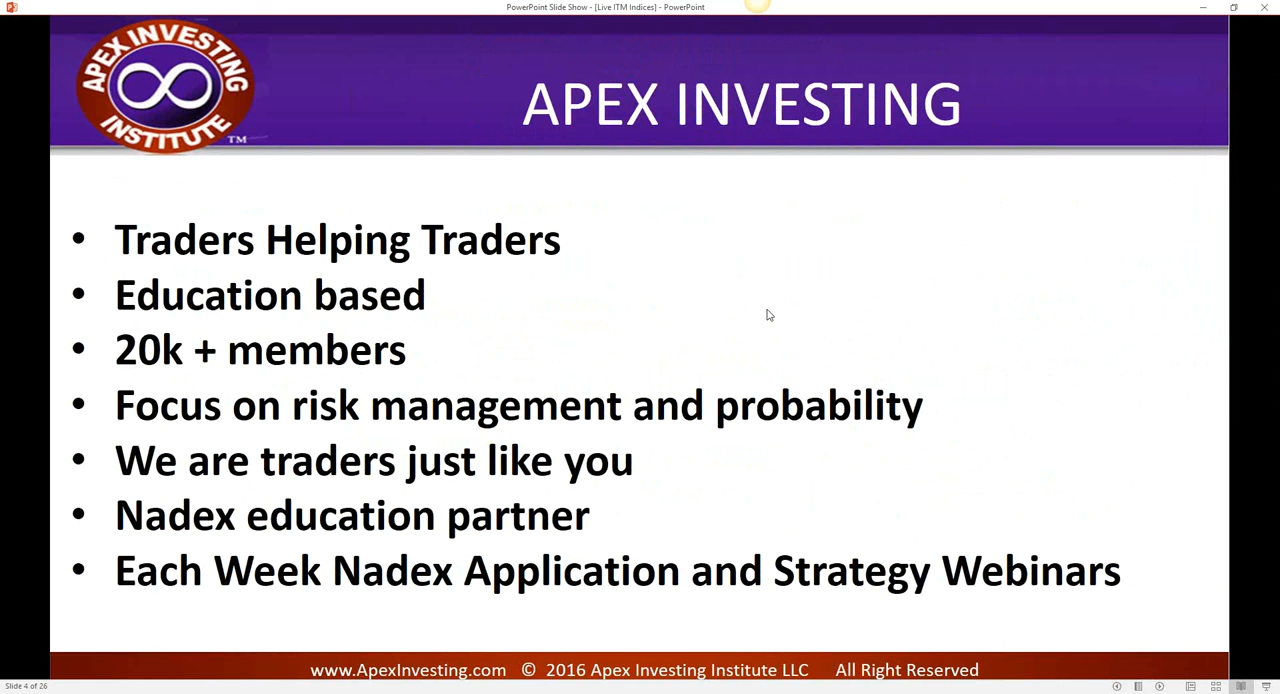 PowerPoint Slide Show - [Live ITM Indices] - PowerPoint
APEX INVESTING
INSTITUTE
TM
APEX INVESTING
• Traders Helping Traders
• Education based
• 20k + members
• Focus on risk management and probability
• We are traders just like you
• Nadex education partner
• Each Week Nadex Application and Strategy Webinars
www.ApexInvesting.com © 2016 Apex Investing Institute LLC All Right Reserved
Slide 4 of 26